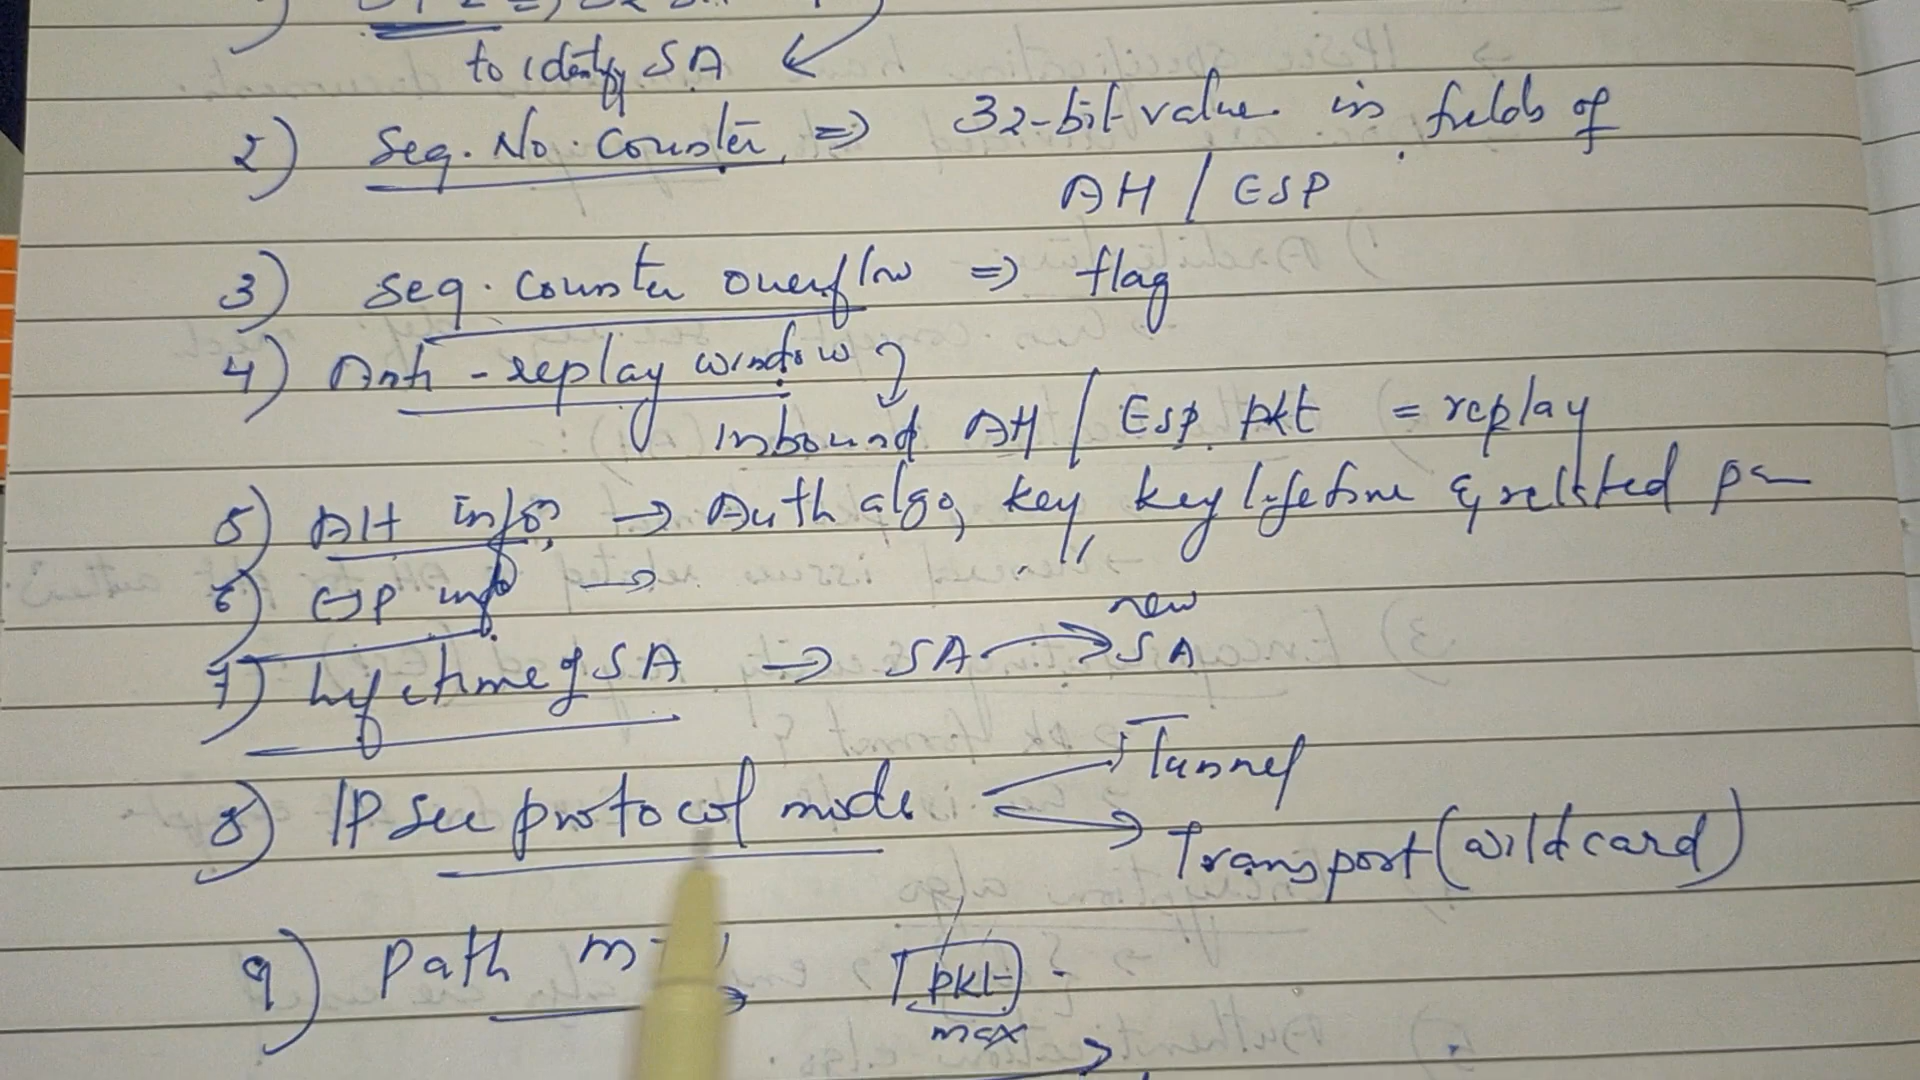 to identify SA
2) Seq. No. Counter => 32-bit value in fields of
AH / ESP
3) Seq. Counter overflow => flag
4) Anti-replay window
inbound AH / ESP pkt = replay
5) AH info -> Auth algo, key, key lifetime & related
6) ESP info -> "
7) Lifetime of SA -> SA -> new SA
8) IPSec protocol mode
Tunnel
Transport (wildcard)
9) Path
pkt
max